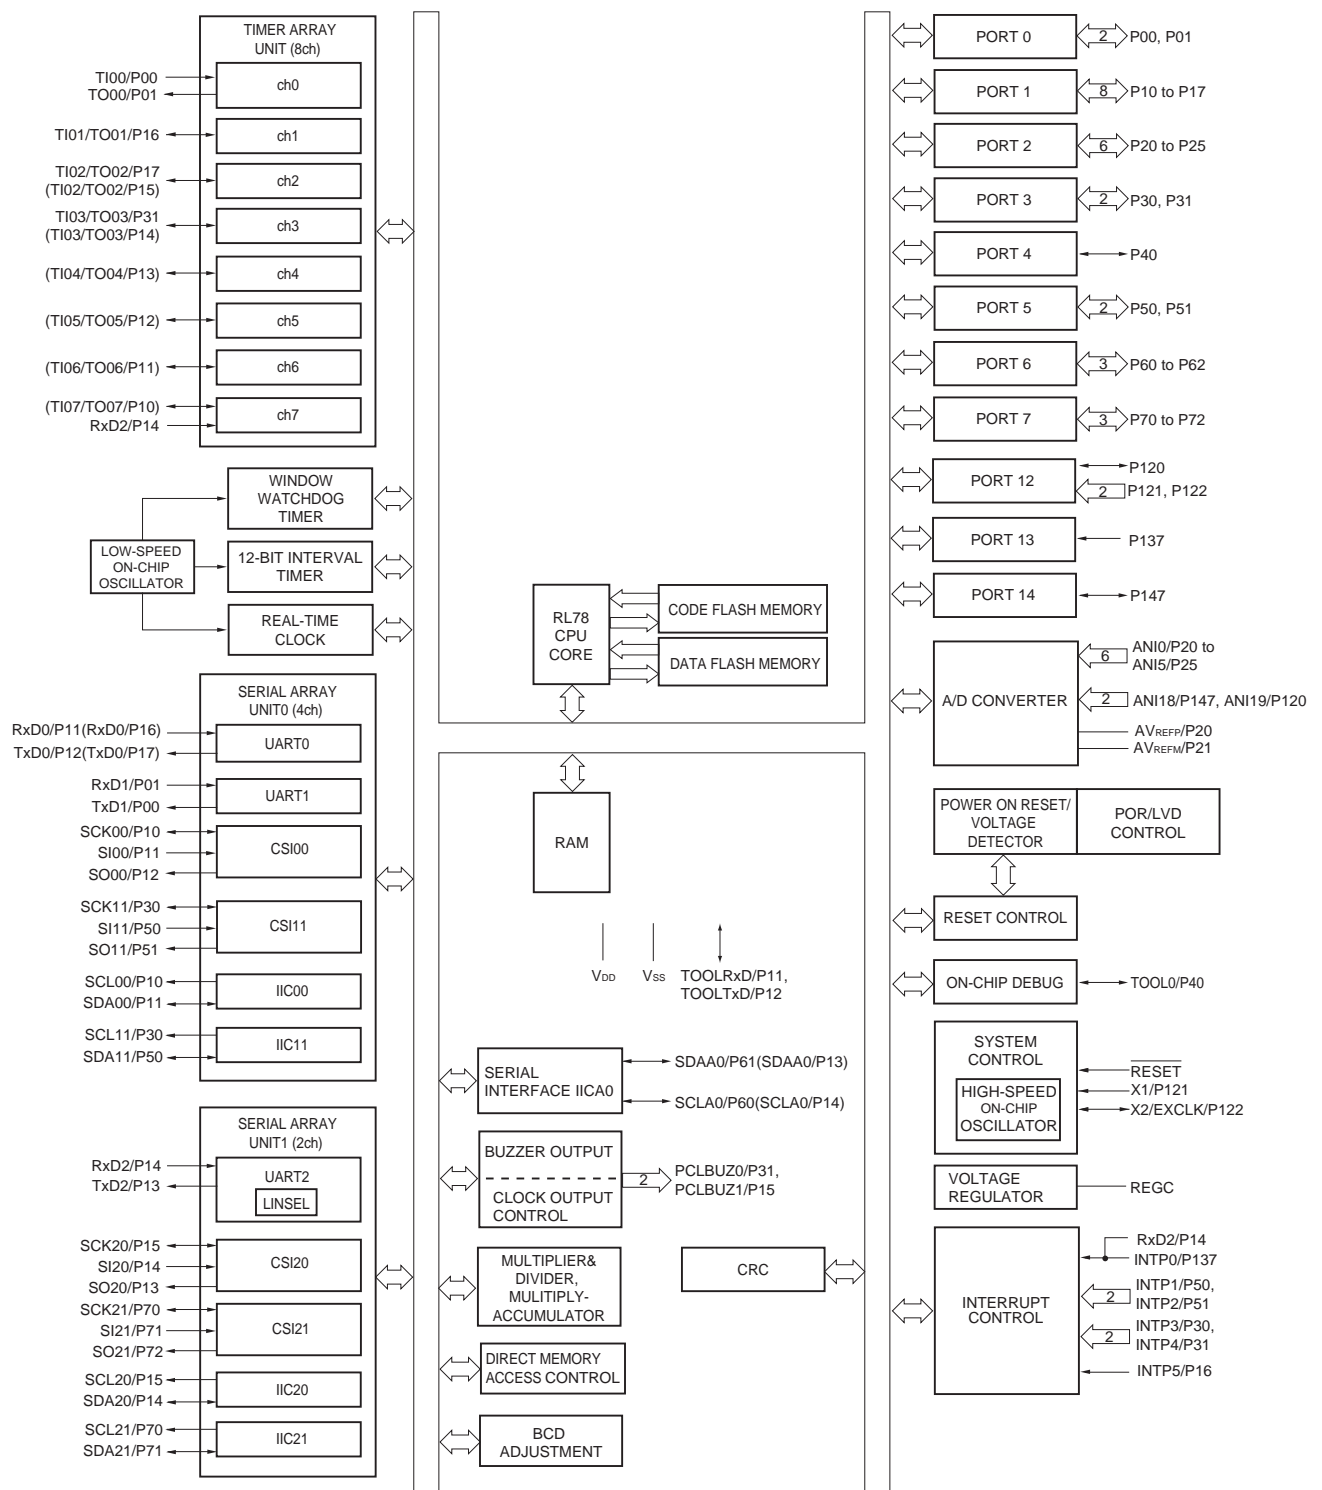 TIMER ARRAY
UNIT (8ch)
TI00/P00
TO00/P01
ch0
TI01/TO01/P16
ch1
TI02/TO02/P17
(TI02/TO02/P15)
ch2
TI03/TO03/P31
(TI03/TO03/P14)
ch3
(TI04/TO04/P13)
ch4
(TI05/TO05/P12)
ch5
(TI06/TO06/P11)
ch6
(TI07/TO07/P10)
RxD2/P14
ch7
WINDOW
WATCHDOG
TIMER
LOW-SPEED
ON-CHIP
OSCILLATOR
12-BIT INTERVAL
TIMER
REAL-TIME
CLOCK
SERIAL ARRAY
UNIT0 (4ch)
RxD0/P11(RxD0/P16)
TxD0/P12(TxD0/P17)
UART0
RxD1/P01
TxD1/P00
UART1
SCK00/P10
SI00/P11
SO00/P12
CSI00
SCK11/P30
SI11/P50
SO11/P51
CSI11
SCL00/P10
SDA00/P11
IIC00
SCL11/P30
SDA11/P50
IIC11
SERIAL ARRAY
UNIT1 (2ch)
RxD2/P14
TxD2/P13
UART2
LINSEL
SCK20/P15
SI20/P14
SO20/P13
CSI20
SCK21/P70
SI21/P71
SO21/P72
CSI21
SCL20/P15
SDA20/P14
IIC20
SCL21/P70
SDA21/P71
IIC21
RL78
CPU
CORE
CODE FLASH MEMORY
DATA FLASH MEMORY
RAM
VDD
VSS
TOOLRxD/P11,
TOOLTxD/P12
SERIAL
INTERFACE IICA0
SDAA0/P61(SDAA0/P13)
SCLA0/P60(SCLA0/P14)
BUZZER OUTPUT
CLOCK OUTPUT
CONTROL
2
PCLBUZ0/P31,
PCLBUZ1/P15
MULTIPLIER&
DIVIDER,
MULITIPLY-
ACCUMULATOR
CRC
DIRECT MEMORY
ACCESS CONTROL
BCD
ADJUSTMENT
PORT 0
2
P00, P01
PORT 1
8
P10 to P17
PORT 2
6
P20 to P25
PORT 3
2
P30, P31
PORT 4
P40
PORT 5
2
P50, P51
PORT 6
3
P60 to P62
PORT 7
3
P70 to P72
PORT 12
P120
2
P121, P122
PORT 13
P137
PORT 14
P147
A/D CONVERTER
6
ANI0/P20 to
ANI5/P25
2
ANI18/P147, ANI19/P120
AVREFP/P20
AVREFM/P21
POWER ON RESET/
VOLTAGE
DETECTOR
POR/LVD
CONTROL
RESET CONTROL
ON-CHIP DEBUG
TOOL0/P40
SYSTEM
CONTROL
HIGH-SPEED
ON-CHIP
OSCILLATOR
RESET
X1/P121
X2/EXCLK/P122
VOLTAGE
REGULATOR
REGC
INTERRUPT
CONTROL
RxD2/P14
INTP0/P137
2
INTP1/P50,
INTP2/P51
2
INTP3/P30,
INTP4/P31
INTP5/P16